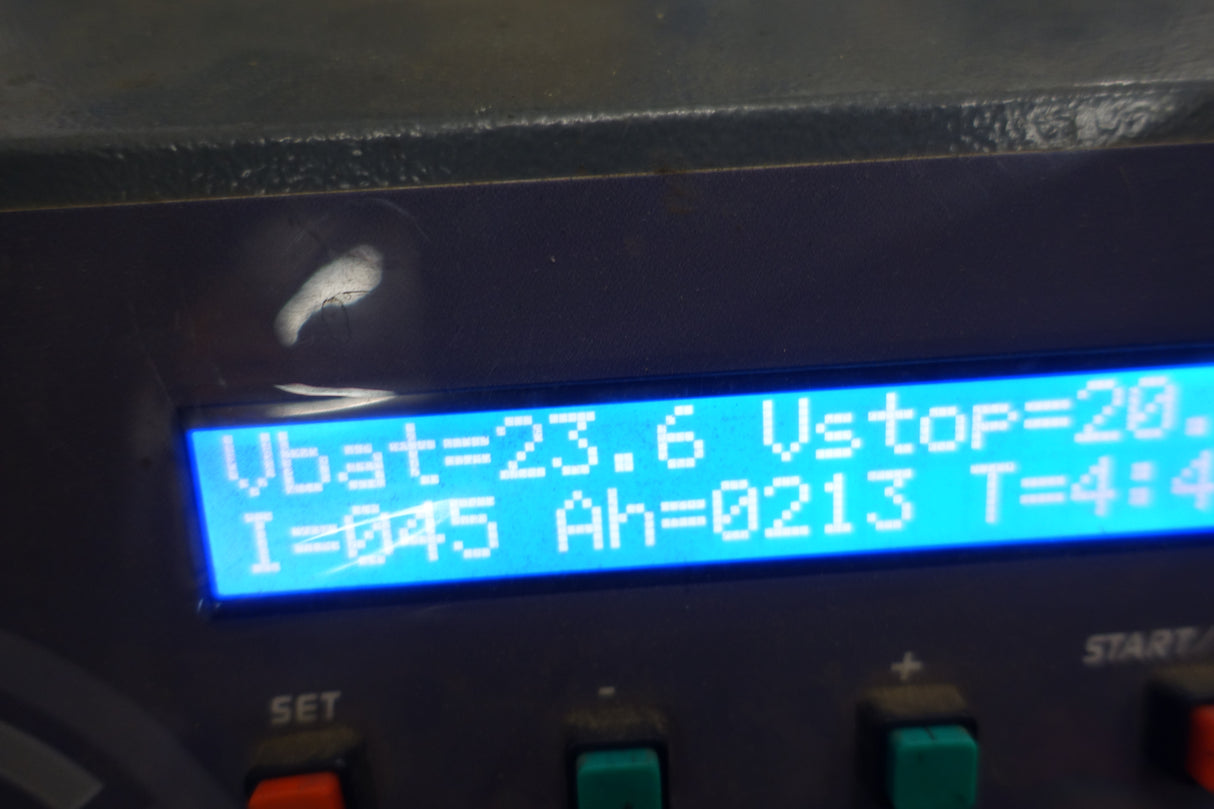 Vbat=23.6 Vstop=20.
I=045 Ah=0213 T=4:4
SET - + START/